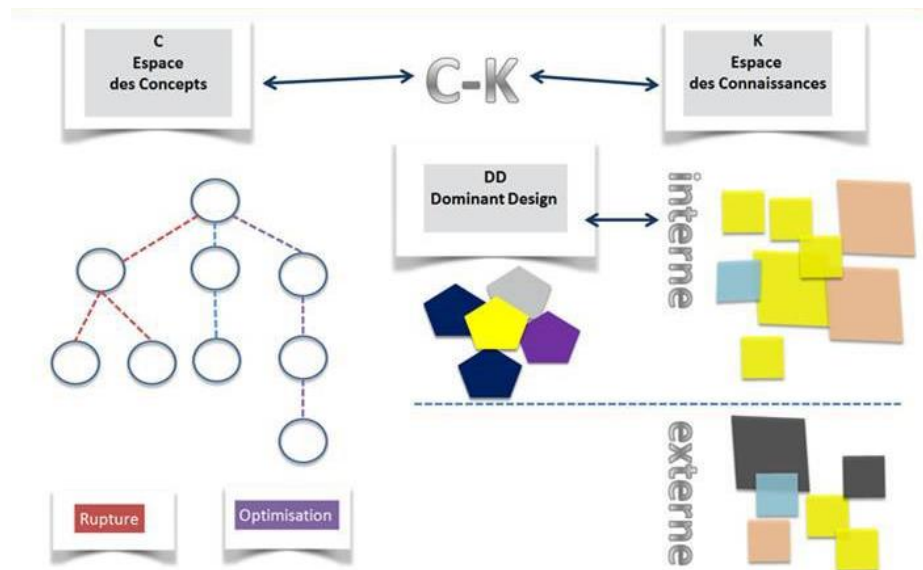 C
Espace
des Concepts
C-K
K
Espace
des Connaissances
DD
Dominant Design
interne
externe
Rupture
Optimisation